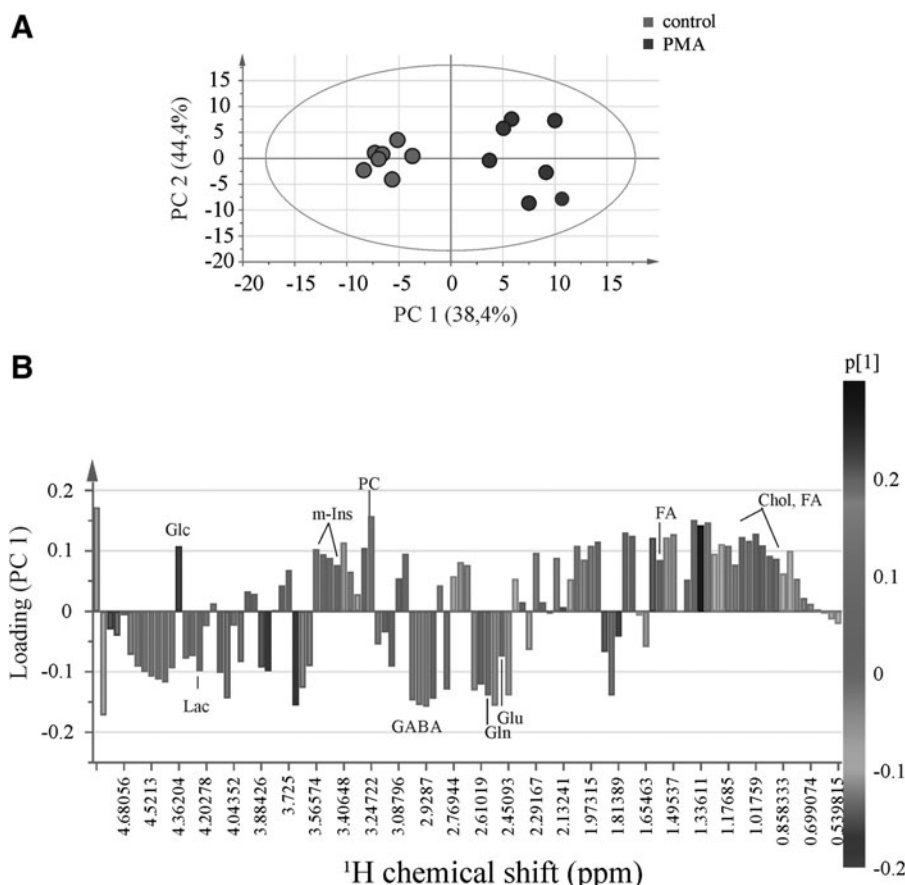 A
control
PMA
PC 2 (44,4%)
15
10
5
0
-5
-10
-15
-20
-20
-15
-10
-5
0
5
10
15
PC 1 (38,4%)
B
p[1]
Loading (PC 1)
0.2
0.1
0
-0.1
-0.2
Glc
m-Ins
PC
FA
Chol, FA
Lac
GABA
Gln
Glu
0.2
0.1
0
-0.1
-0.2
4.68056
4.5213
4.36204
4.20278
4.04352
3.88426
3.725
3.56574
3.40648
3.24722
3.08796
2.9287
2.76944
2.61019
2.45093
2.29167
2.13241
1.97315
1.81389
1.65463
1.49537
1.33611
1.17685
1.01759
0.858333
0.699074
0.539815
¹H chemical shift (ppm)